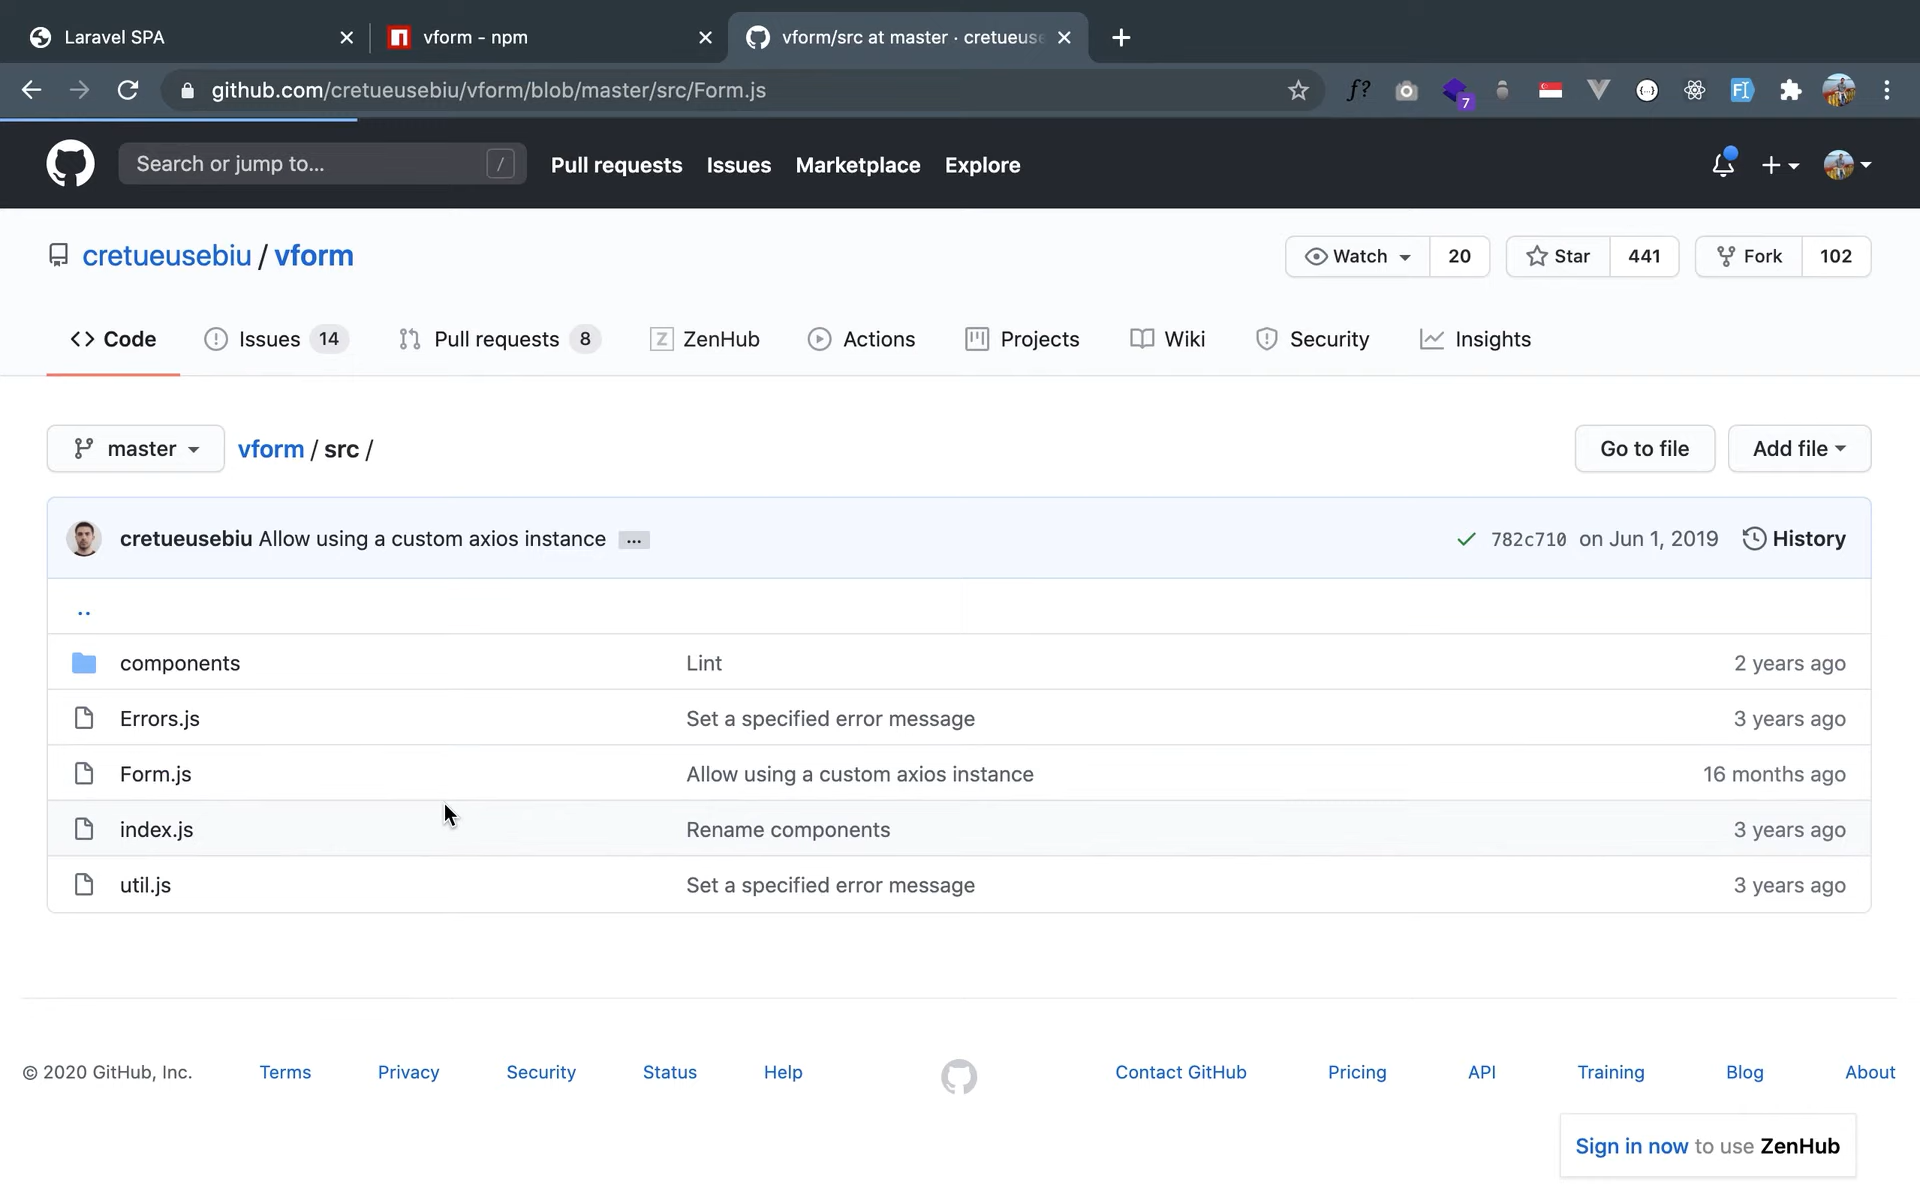 Laravel SPA
vform - npm
vform/src at master · cretueuse
github.com/cretueusebiu/vform/blob/master/src/Form.js
f?
7
Search or jump to...
/
Pull requests
Issues
Marketplace
Explore
cretueusebiu / vform
Watch 20
Star 441
Fork 102
Code
Issues 14
Pull requests 8
ZenHub
Actions
Projects
Wiki
Security
Insights
master
vform / src /
Go to file
Add file
cretueusebiu Allow using a custom axios instance ...
782c710 on Jun 1, 2019
History
..
components Lint 2 years ago
Errors.js Set a specified error message 3 years ago
Form.js Allow using a custom axios instance 16 months ago
index.js Rename components 3 years ago
util.js Set a specified error message 3 years ago
© 2020 GitHub, Inc.
Terms
Privacy
Security
Status
Help
Contact GitHub
Pricing
API
Training
Blog
About
Sign in now to use ZenHub